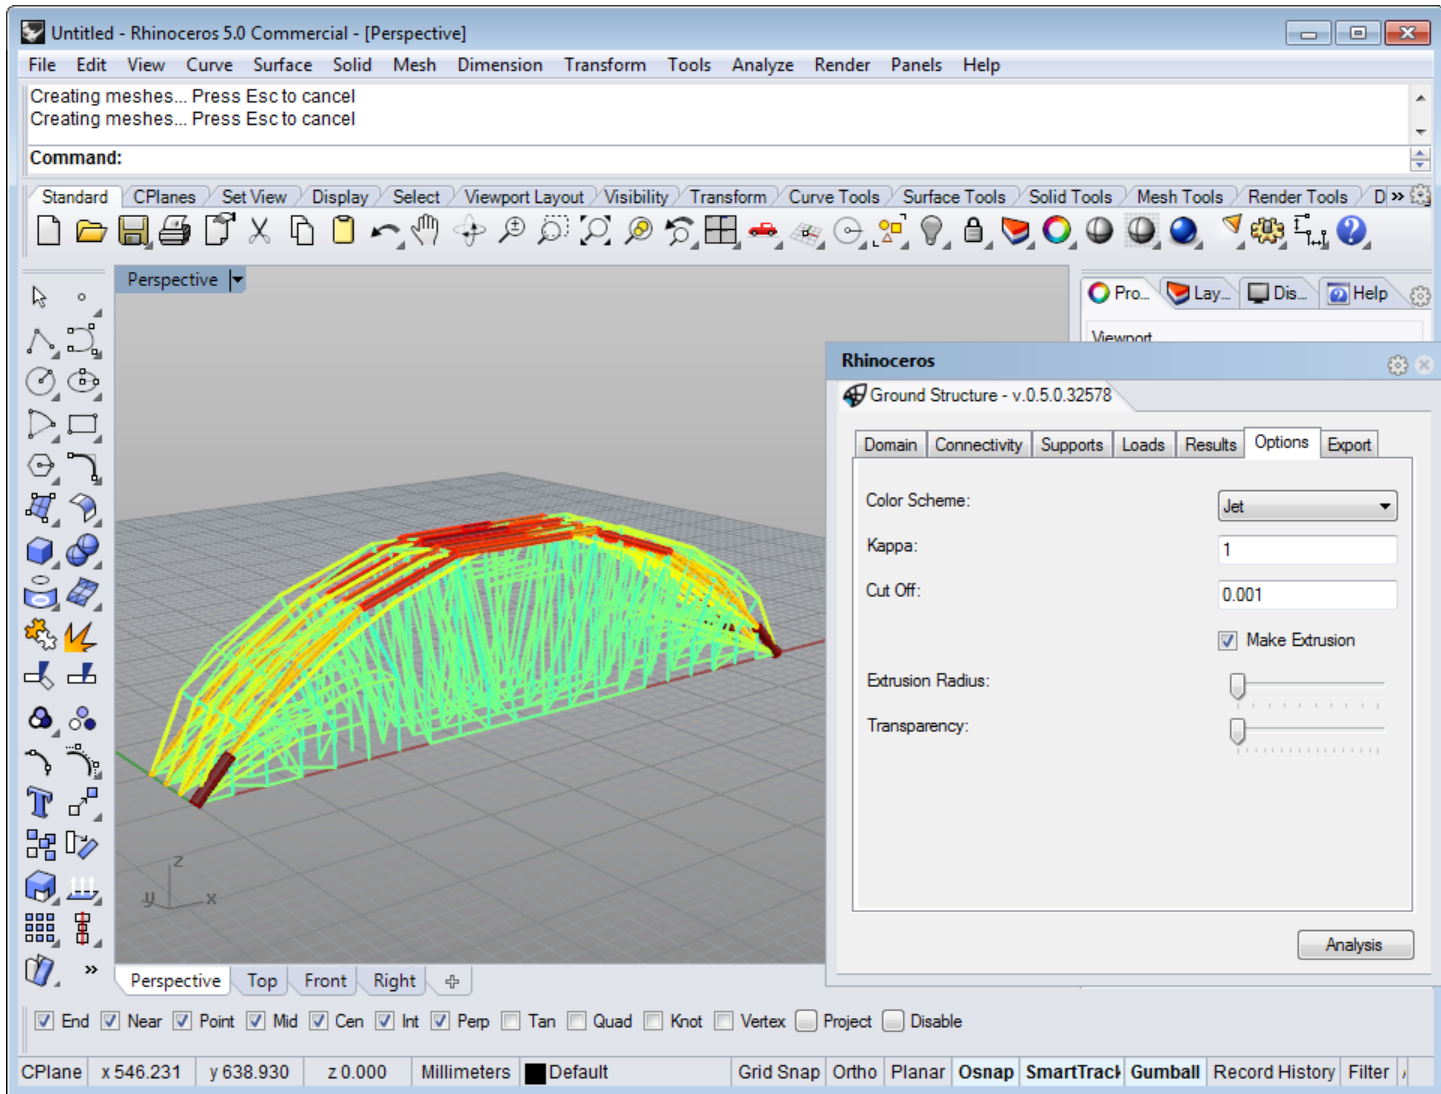 Untitled - Rhinoceros 5.0 Commercial - [Perspective]
File Edit View Curve Surface Solid Mesh Dimension Transform Tools Analyze Render Panels Help
Creating meshes... Press Esc to cancel
Creating meshes... Press Esc to cancel
Command:
Standard CPlanes Set View Display Select Viewport Layout Visibility Transform Curve Tools Surface Tools Solid Tools Mesh Tools Render Tools D »
Perspective
Pro... Lay... Dis... Help
Viewport
Rhinoceros
Ground Structure - v.0.5.0.32578
Domain Connectivity Supports Loads Results Options Export
Color Scheme: Jet
Kappa: 1
Cut Off: 0.001
Make Extrusion
Extrusion Radius:
Transparency:
z
y x
Analysis
»
Perspective Top Front Right
End Near Point Mid Cen Int Perp Tan Quad Knot Vertex Project Disable
CPlane x 546.231 y 638.930 z 0.000 Millimeters Default Grid Snap Ortho Planar Osnap SmartTrack Gumball Record History Filter